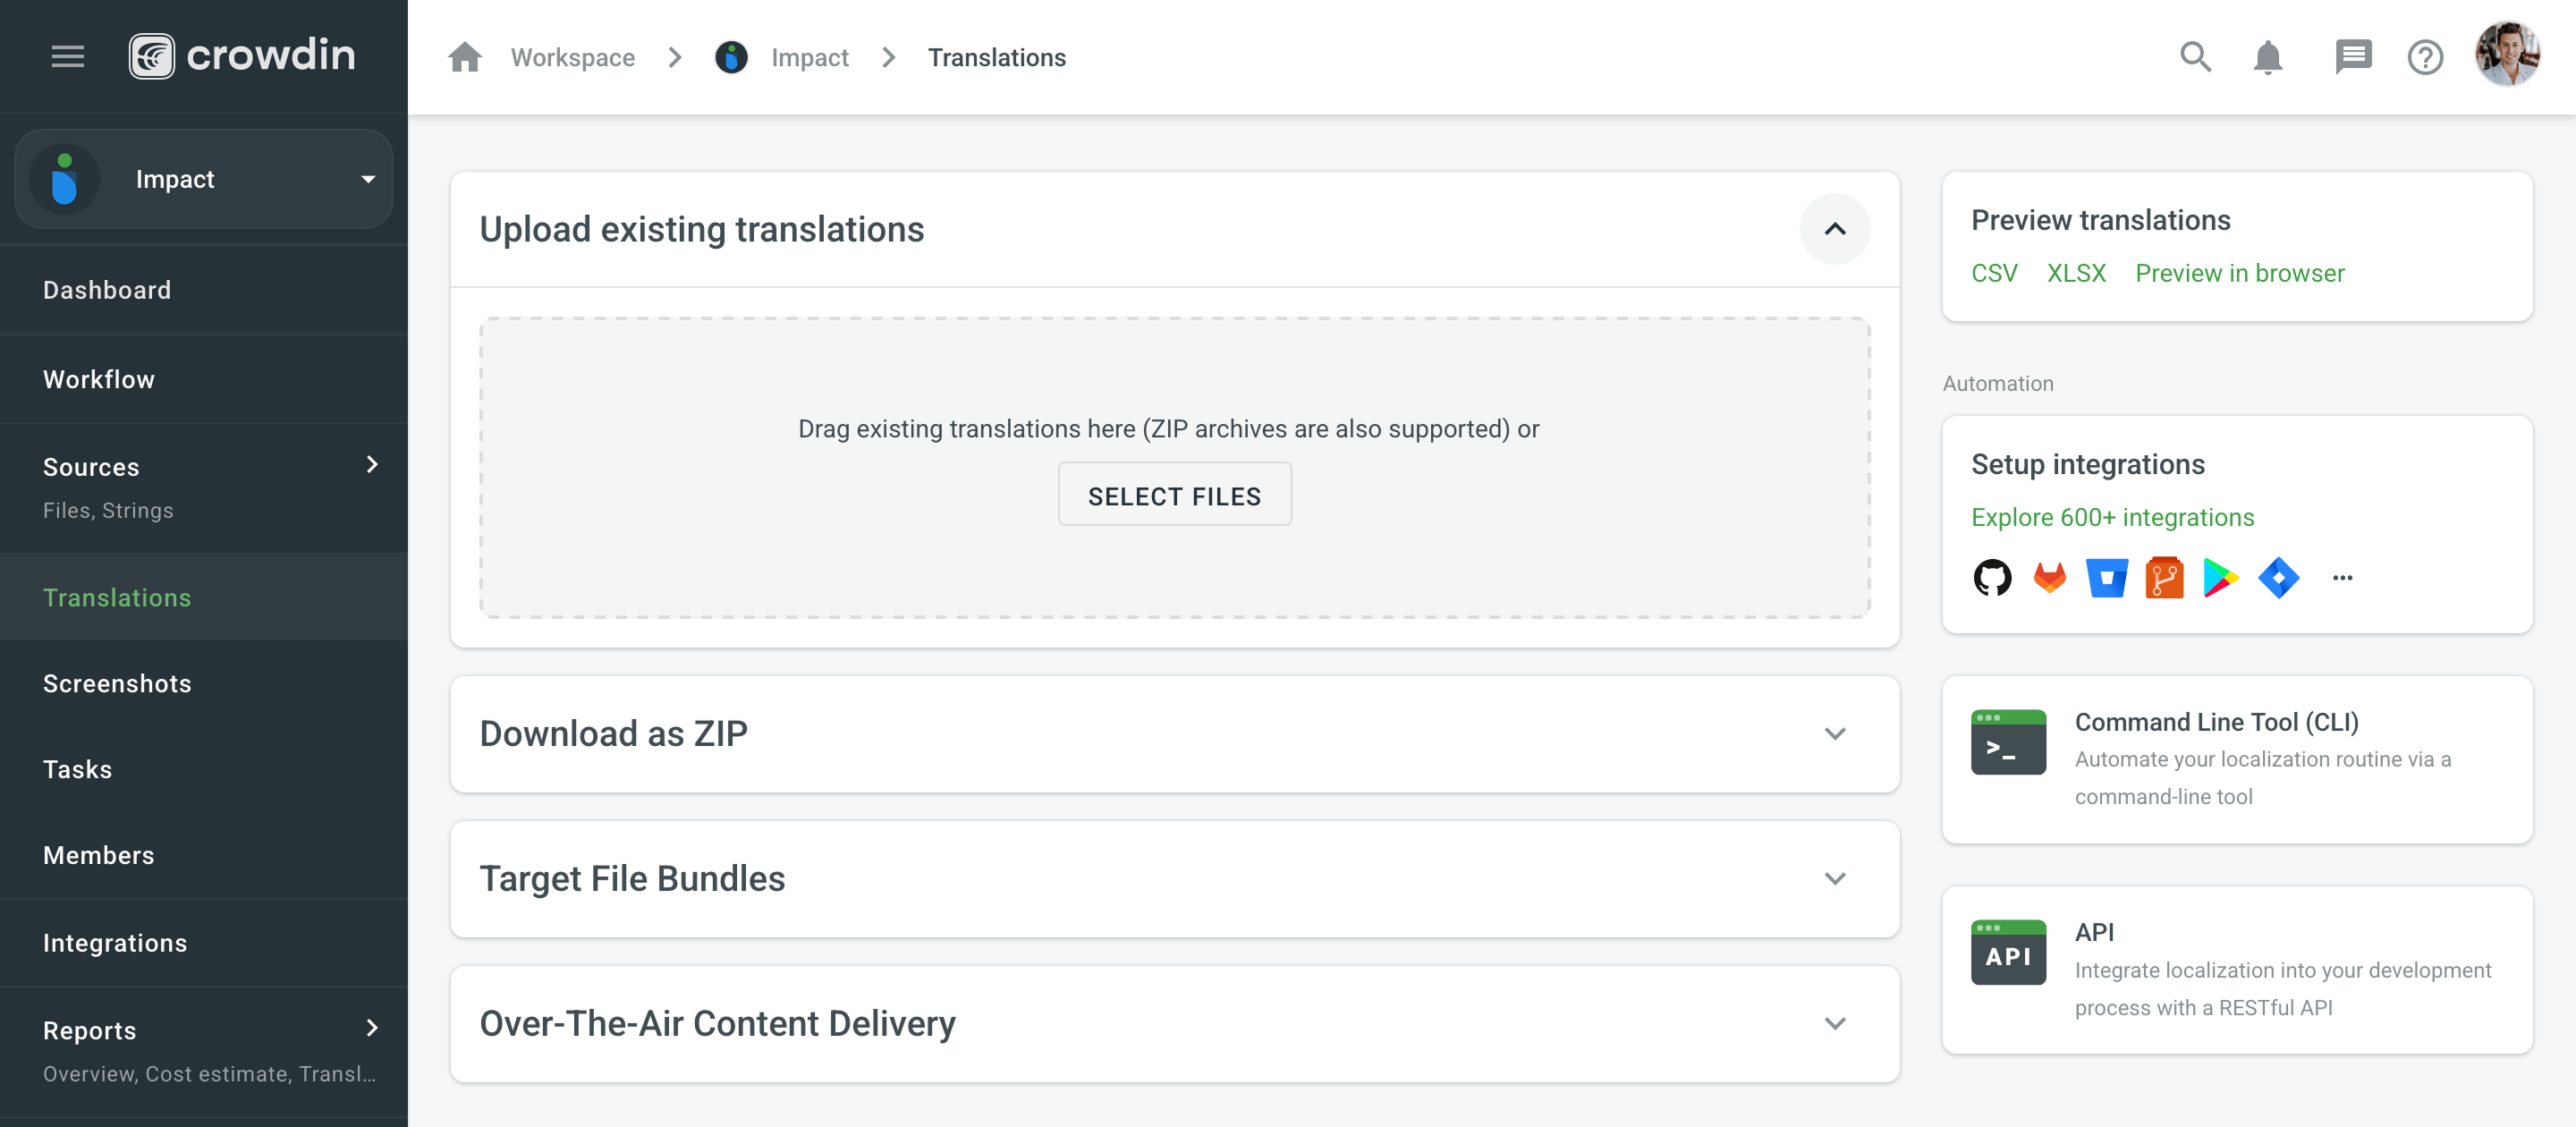 crowdin
Workspace
Impact
Translations
Impact
Dashboard
Workflow
Sources
Files, Strings
Translations
Screenshots
Tasks
Members
Integrations
Reports
Overview, Cost estimate, Transl...
Upload existing translations
Drag existing translations here (ZIP archives are also supported) or
SELECT FILES
Download as ZIP
Target File Bundles
Over-The-Air Content Delivery
Preview translations
CSV XLSX Preview in browser
Automation
Setup integrations
Explore 600+ integrations
>_
Command Line Tool (CLI)
Automate your localization routine via a
command-line tool
API
API
Integrate localization into your development
process with a RESTful API